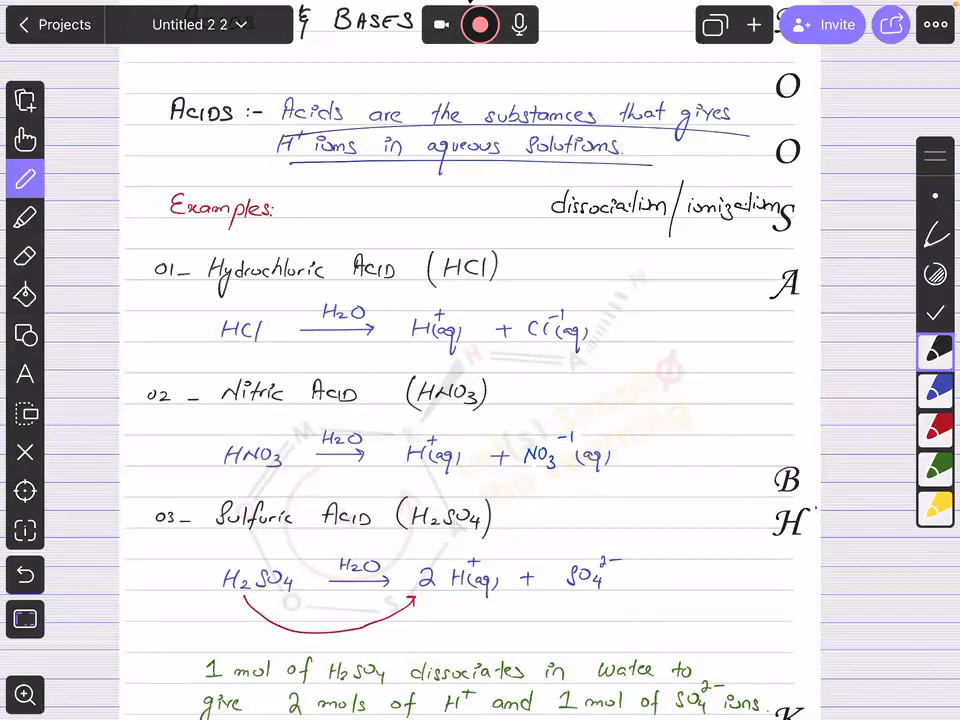 Projects
Untitled 2 2
Invite
& BASES
ACIDS :- Acids are the substances that gives
H+ ions in aqueous solutions.
Examples:
dissociation/ionization
01_ Hydrochloric ACID (HCl)
HCl H2O→ H+(aq) + Cl-1(aq)
02_ Nitric ACID (HNO3)
HNO3 H2O→ H+(aq) + NO3-1 (aq)
03_ Sulfuric ACID (H2SO4)
H2SO4 H2O→ 2 H+(aq) + SO42-
1 mol of H2SO4 dissociates in water to
give 2 mols of H+ and 1 mol of SO42- ions.
O
O
S
A
B
H
K